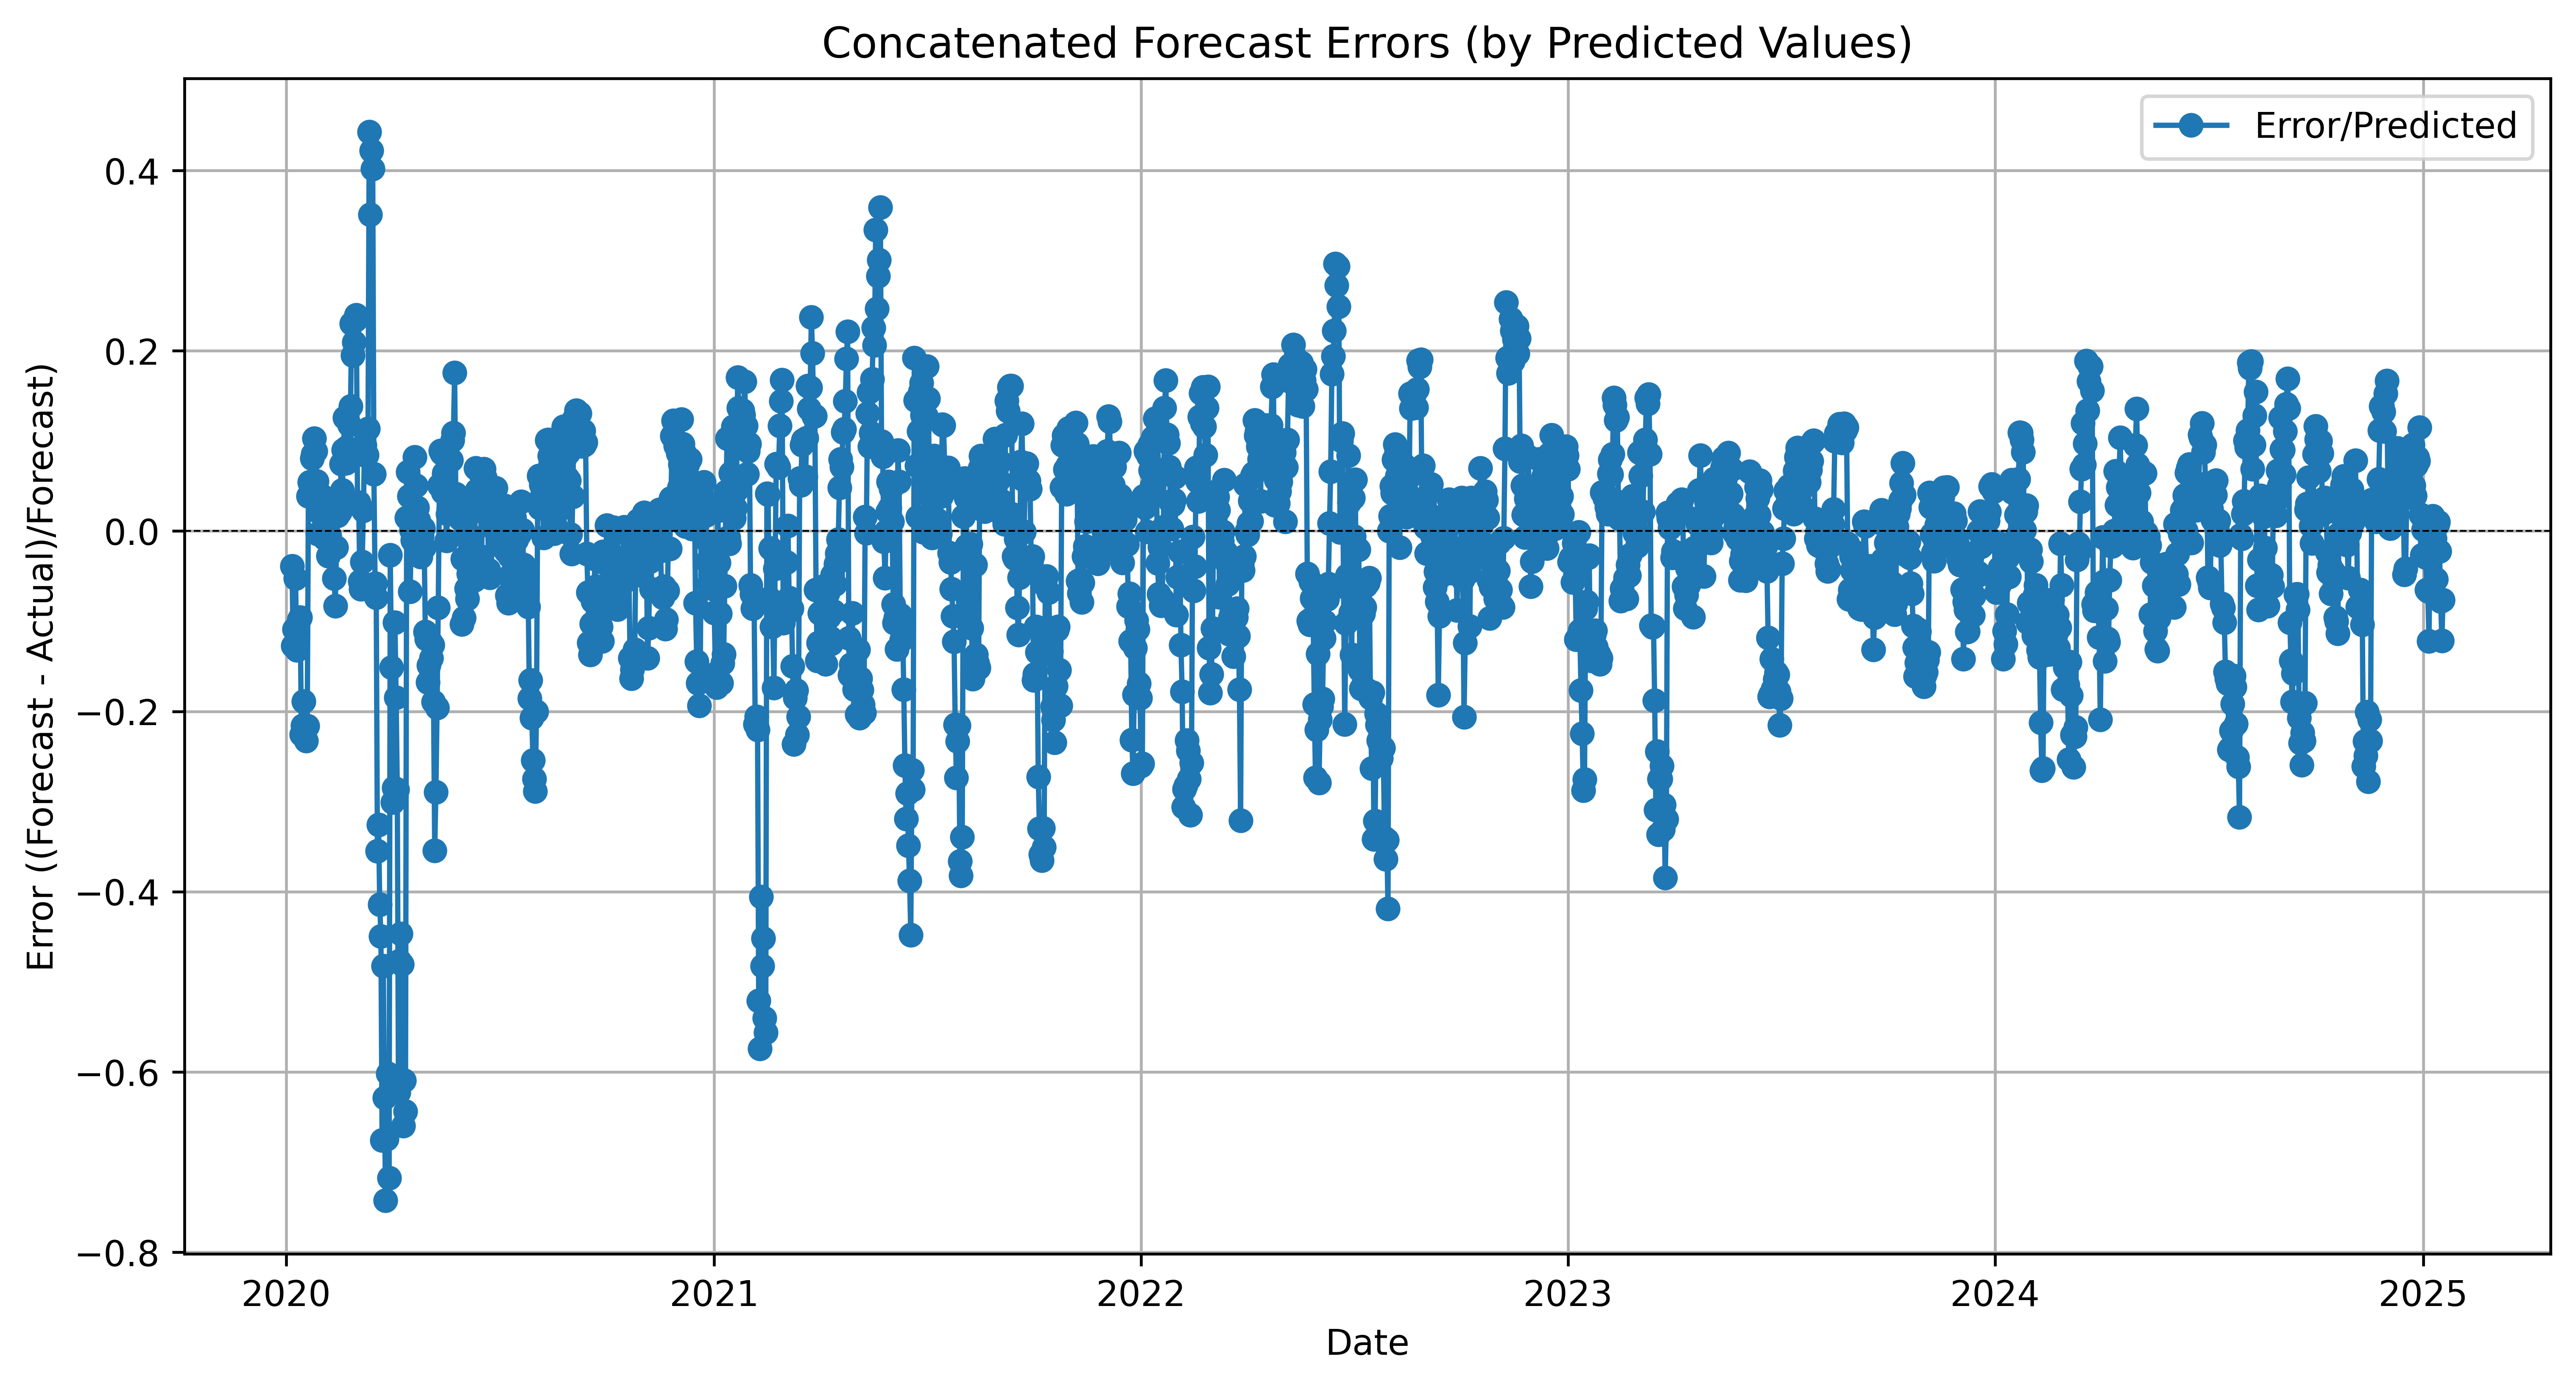 Concatenated Forecast Errors (by Predicted Values)
Error/Predicted
Error ((Forecast - Actual)/Forecast)
0.4
0.2
0.0
−0.2
−0.4
−0.6
−0.8
2020 2021 2022 2023 2024 2025
Date